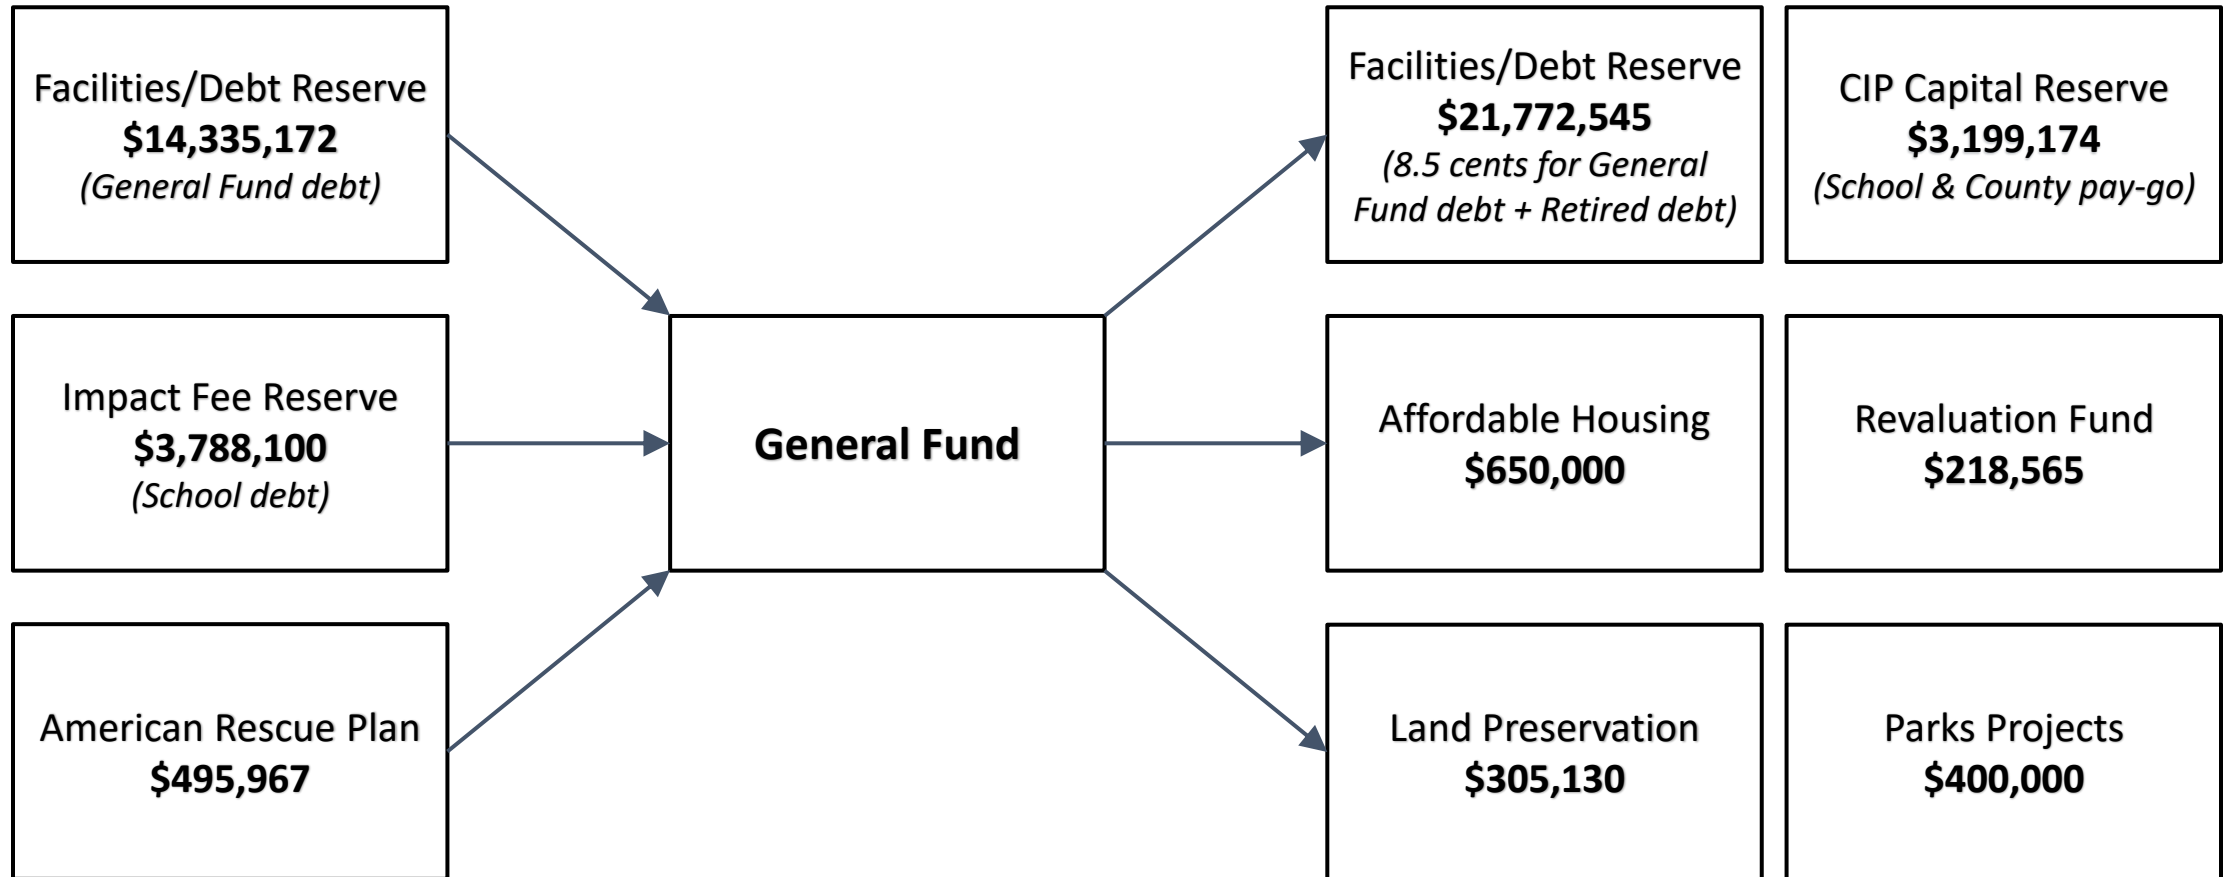 Facilities/Debt Reserve
$14,335,172
(General Fund debt)
Impact Fee Reserve
$3,788,100
(School debt)
American Rescue Plan
$495,967
General Fund
Facilities/Debt Reserve
$21,772,545
(8.5 cents for General
Fund debt + Retired debt)
CIP Capital Reserve
$3,199,174
(School & County pay-go)
Affordable Housing
$650,000
Revaluation Fund
$218,565
Land Preservation
$305,130
Parks Projects
$400,000